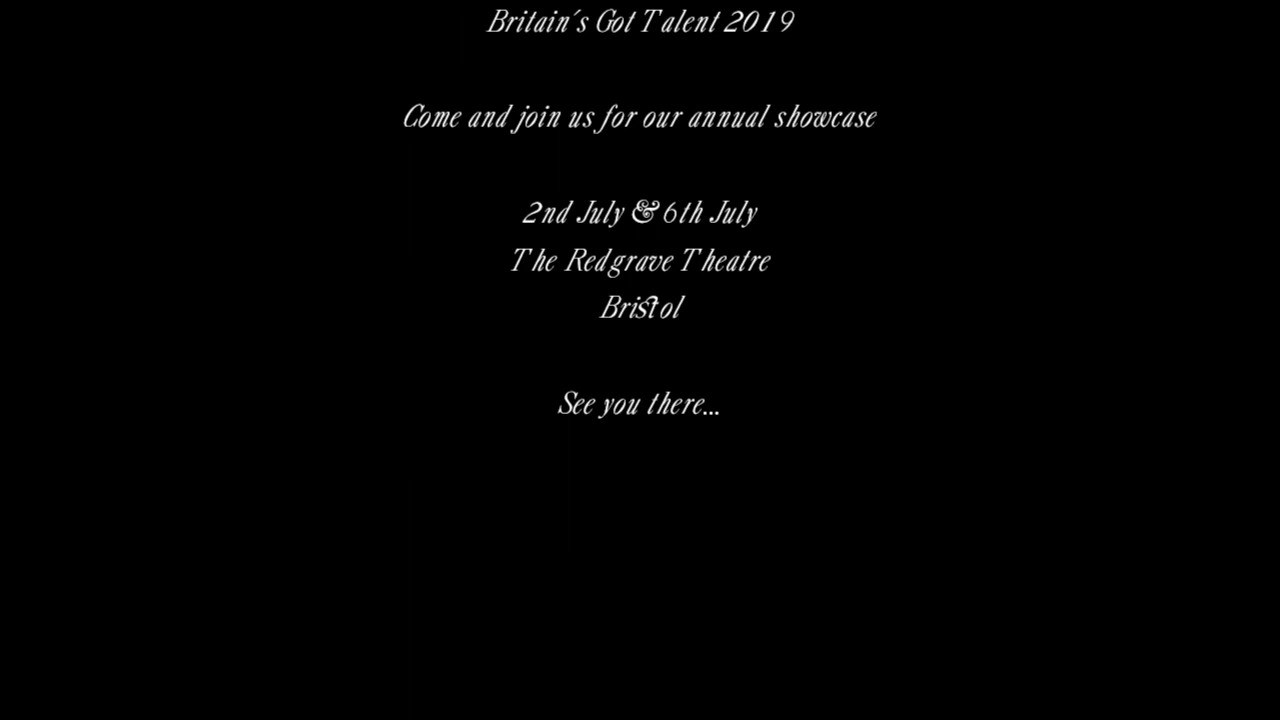 Britain's Got Talent 2019
Come and join us for our annual showcase
2nd July & 6th July
The Redgrave Theatre
Bristol
See you there...